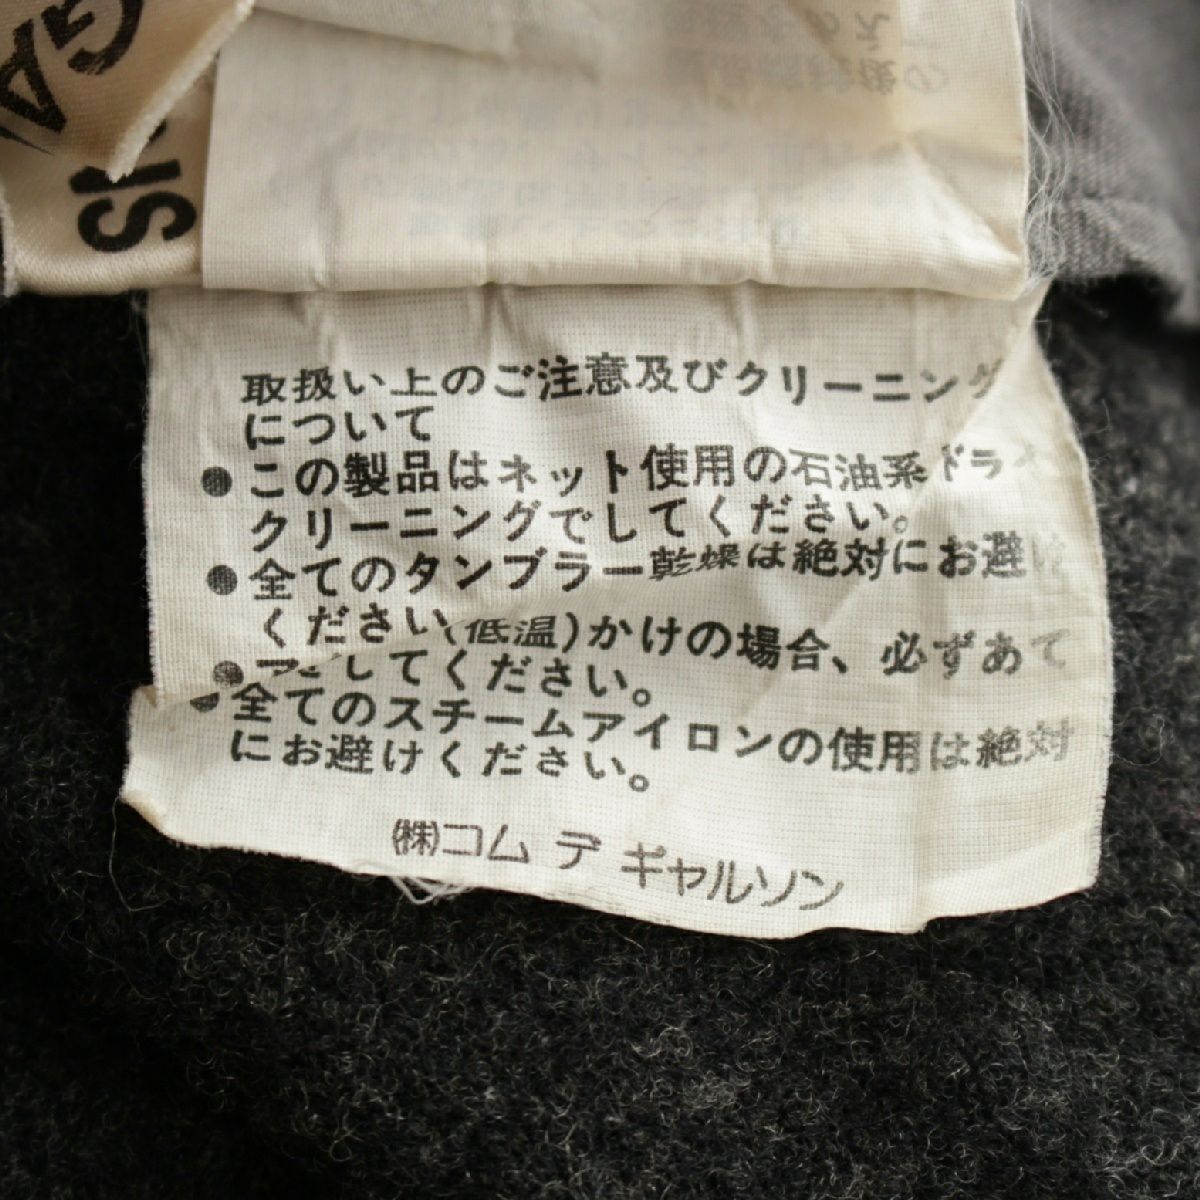 取扱い上のご注意及びクリーニング
について
●この製品はネット使用の石油系ドライ
クリーニングでしてください。
●全てのタンブラー乾燥は絶対にお避け
ください
(低温)かけの場合、必ずあて
●してください。
●全てのスチームアイロンの使用は絶対
にお避けください。
㈱コム デ ギャルソン